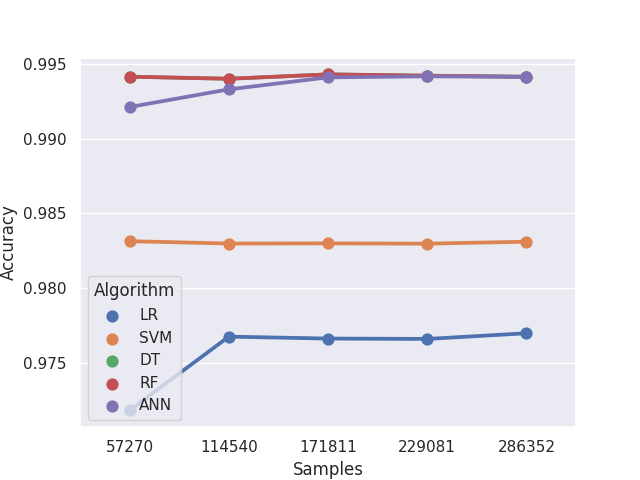 0.995
0.990
0.985
0.980
0.975
Accuracy
Algorithm
LR
SVM
DT
RF
ANN
57270 114540 171811 229081 286352
Samples